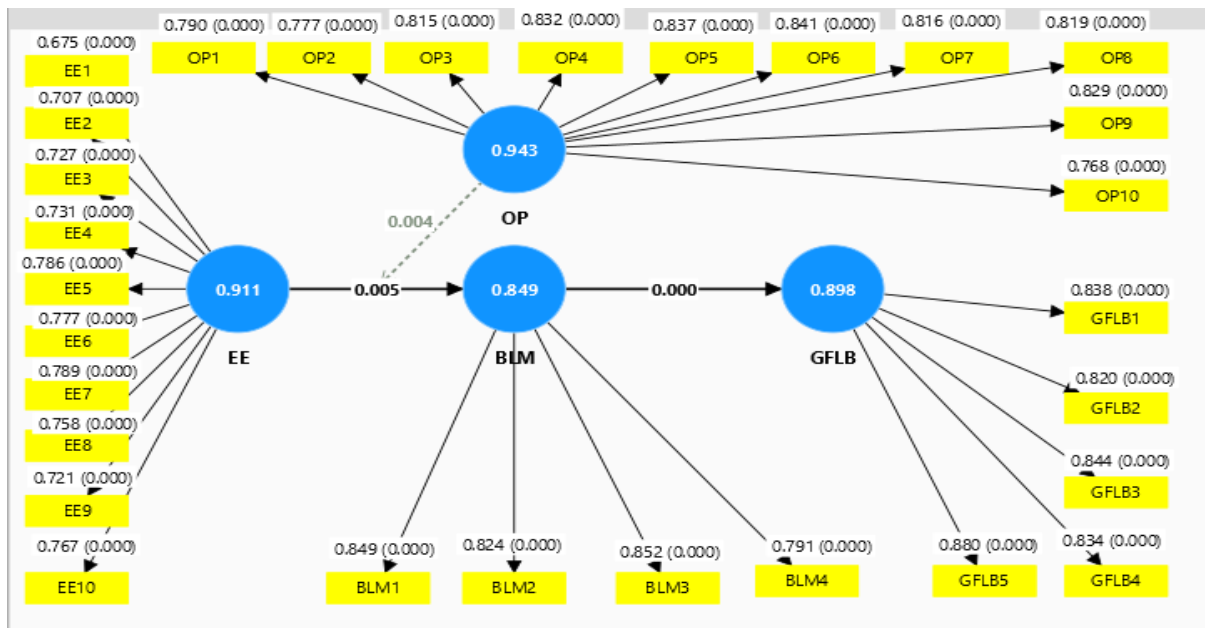 0.790 (0.000)
OP1
0.777 (0.000)
OP2
0.815 (0.000)
OP3
0.832 (0.000)
OP4
0.837 (0.000)
OP5
0.841 (0.000)
OP6
0.816 (0.000)
OP7
0.819 (0.000)
OP8
0.829 (0.000)
OP9
0.768 (0.000)
OP10
0.675 (0.000)
EE1
0.707 (0.000)
EE2
0.727 (0.000)
EE3
0.731 (0.000)
EE4
0.786 (0.000)
EE5
0.777 (0.000)
EE6
0.789 (0.000)
EE7
0.758 (0.000)
EE8
0.721 (0.000)
EE9
0.767 (0.000)
EE10
0.943
OP
0.004
0.911
EE
0.005
0.849
BLM
0.000
0.898
GFLB
0.838 (0.000)
GFLB1
0.820 (0.000)
GFLB2
0.844 (0.000)
GFLB3
0.834 (0.000)
GFLB4
0.880 (0.000)
GFLB5
0.849 (0.000)
BLM1
0.824 (0.000)
BLM2
0.852 (0.000)
BLM3
0.791 (0.000)
BLM4